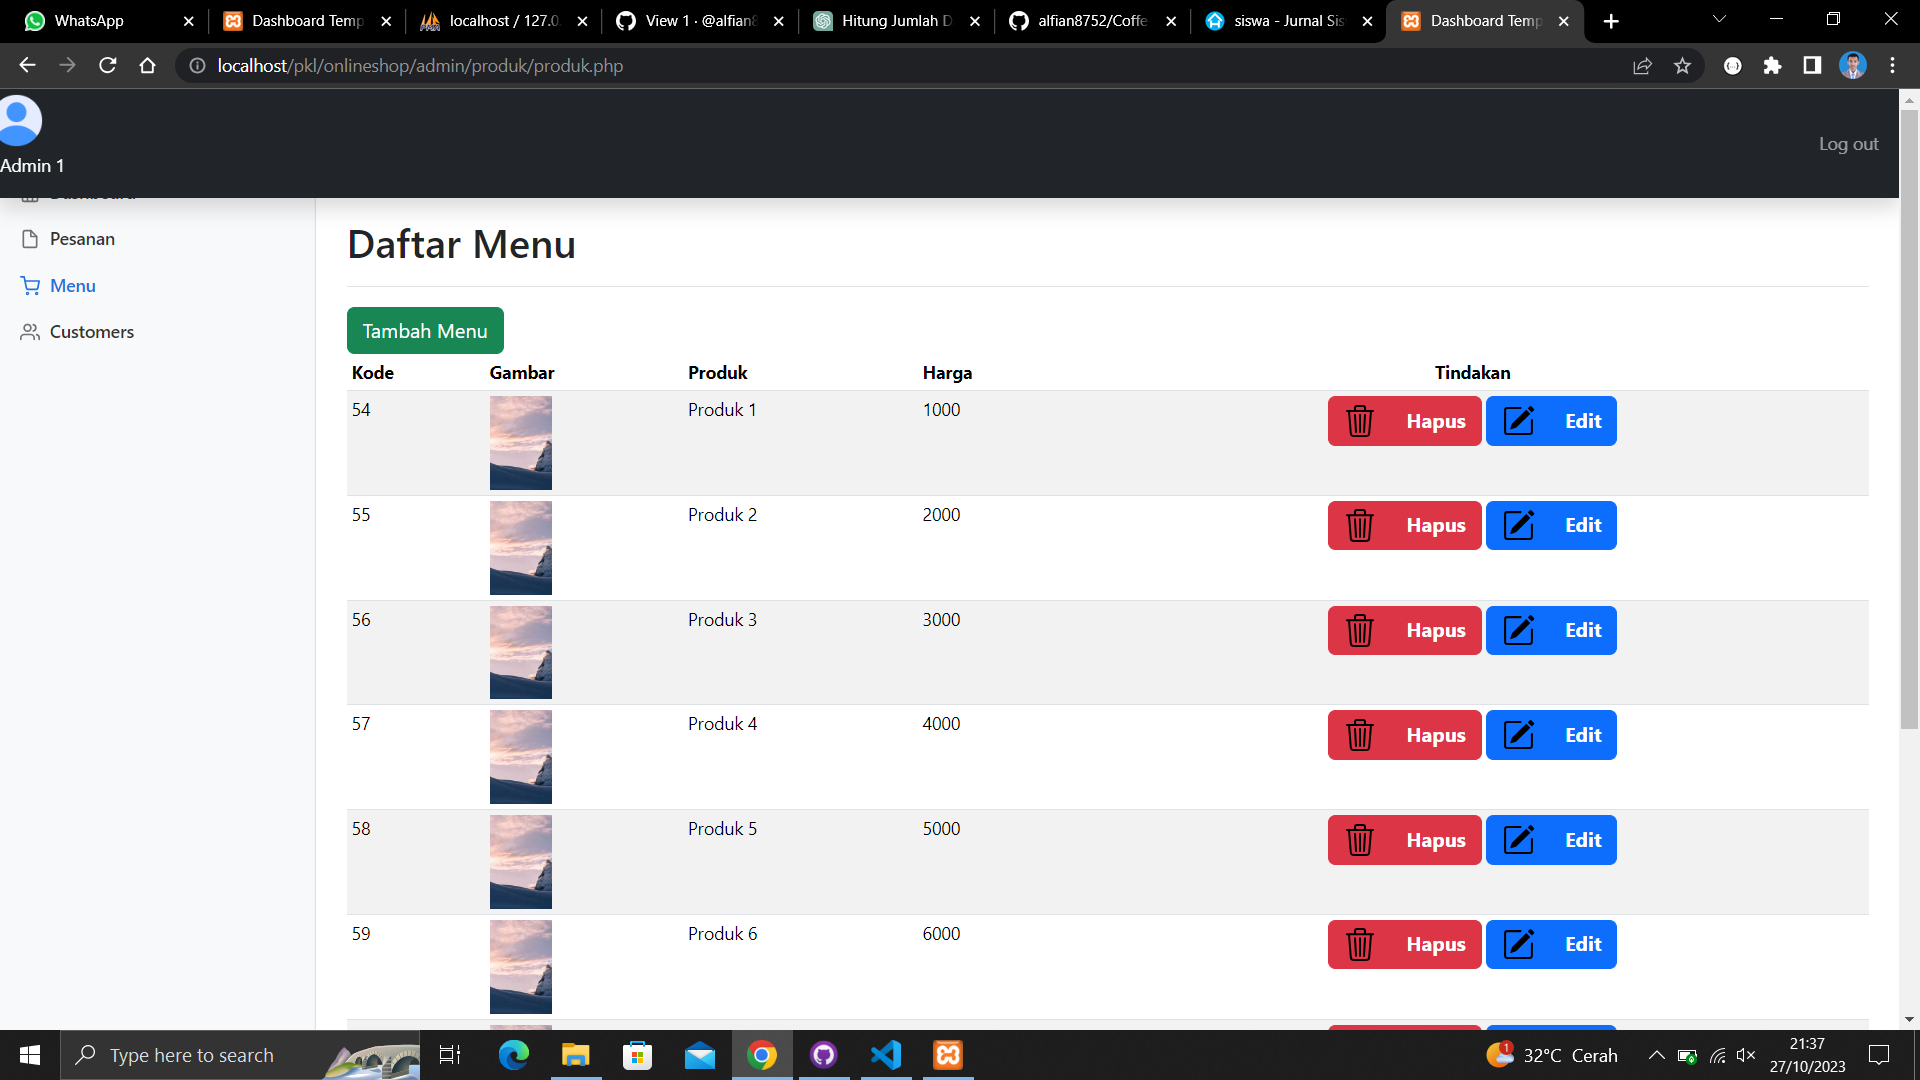 WhatsApp
Dashboard Temp
localhost / 127.0.
View 1 · @alfian8
Hitung Jumlah D
alfian8752/Coffe
siswa - Jurnal Sis
Dashboard Temp
localhost/pkl/onlineshop/admin/produk/produk.php
Admin 1
Log out
Dashboard
Pesanan
Menu
Customers
Daftar Menu
Tambah Menu
Kode Gambar Produk Harga Tindakan
54 Produk 1 1000 Hapus Edit
55 Produk 2 2000 Hapus Edit
56 Produk 3 3000 Hapus Edit
57 Produk 4 4000 Hapus Edit
58 Produk 5 5000 Hapus Edit
59 Produk 6 6000 Hapus Edit
Type here to search
1
32°C Cerah
21:37
27/10/2023